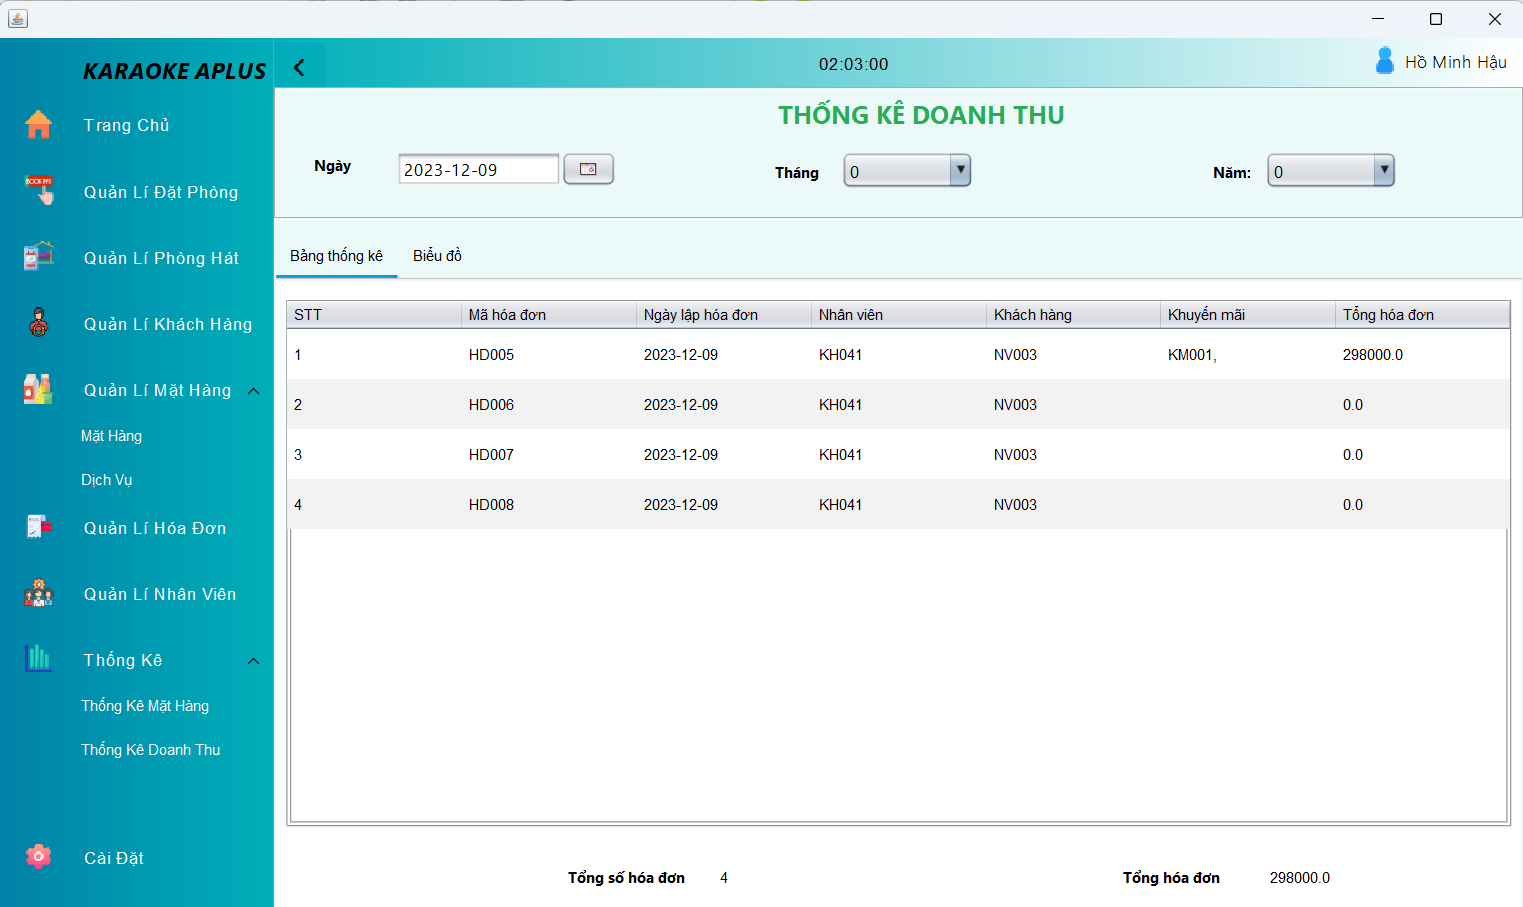 KARAOKE APLUS
02:03:00
Hồ Minh Hậu
Trang Chủ
Quản Lí Đặt Phòng
Quản Lí Phòng Hát
Quản Lí Khách Hàng
Quản Lí Mặt Hàng
Mặt Hàng
Dịch Vụ
Quản Lí Hóa Đơn
Quản Lí Nhân Viên
Thống Kê
Thống Kê Mặt Hàng
Thống Kê Doanh Thu
Cài Đặt
THỐNG KÊ DOANH THU
Ngày 2023-12-09 Tháng 0 Năm: 0
Bảng thống kê Biểu đồ
STT Mã hóa đơn Ngày lập hóa đơn Nhân viên Khách hàng Khuyến mãi Tổng hóa đơn
1 HD005 2023-12-09 KH041 NV003 KM001, 298000.0
2 HD006 2023-12-09 KH041 NV003 0.0
3 HD007 2023-12-09 KH041 NV003 0.0
4 HD008 2023-12-09 KH041 NV003 0.0
Tổng số hóa đơn 4 Tổng hóa đơn 298000.0